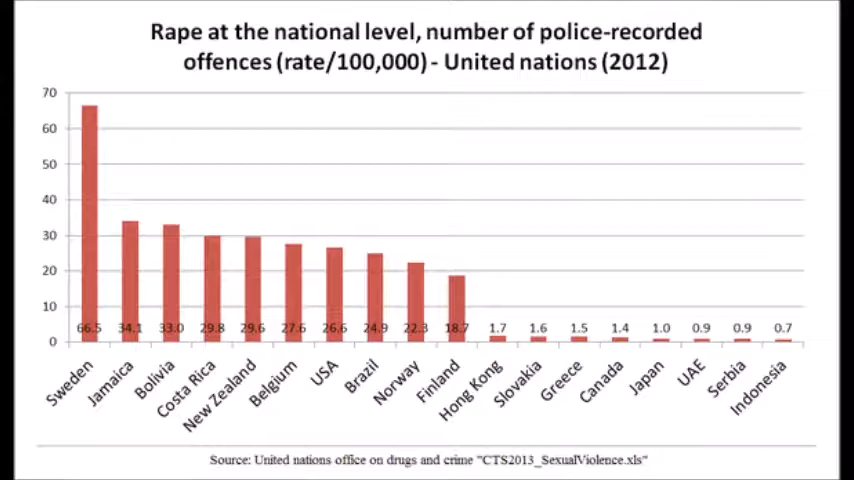 Rape at the national level, number of police-recorded
offences (rate/100,000) - United nations (2012)
70
60
50
40
30
20
10
0
66.5 34.1 33.0 29.8 29.6 27.6 26.6 24.9 22.3 18.7 1.7 1.6 1.5 1.4 1.0 0.9 0.9 0.7
Sweden
Jamaica
Bolivia
Costa Rica
New Zealand
Belgium
USA
Brazil
Norway
Finland
Hong Kong
Slovakia
Greece
Canada
Japan
UAE
Serbia
Indonesia
Source: United nations office on drugs and crime "CTS2013_SexualViolence.xls"